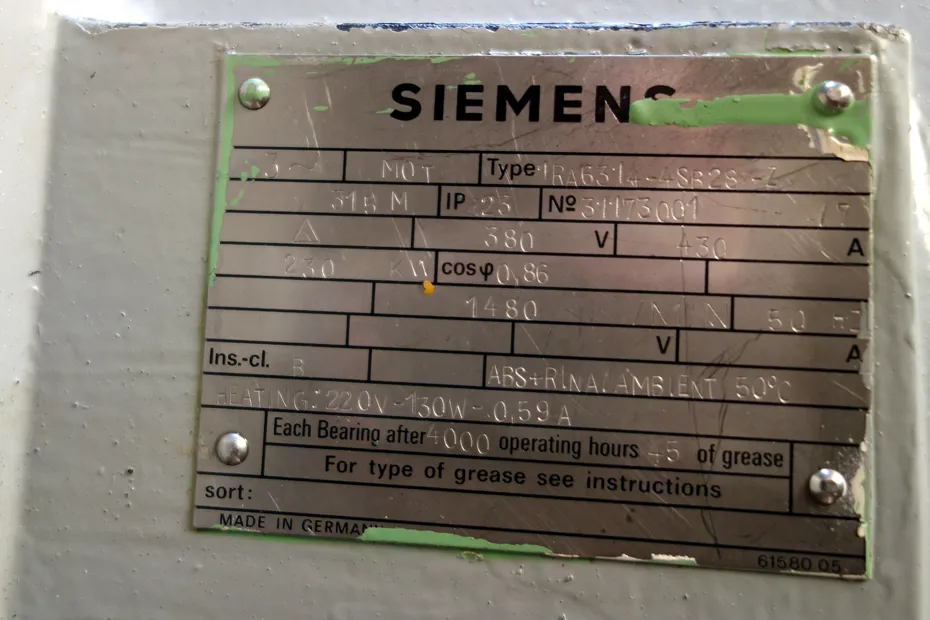 SIEMENS
3~ MOT Type 1RA6314-4SB28-Z
315 M IP 23 Nº 31173001
△ 380 V 430 A
230 KW cosφ 0,86
1480 /MIN 50 HZ
V A
Ins.-cl. B ABS+RINA/AMBIENT 50°C
HEATING:220V-130W-0,59A
Each Bearing after 4000 operating hours 45 of grease
For type of grease see instructions
sort:
MADE IN GERMANY
61580 05